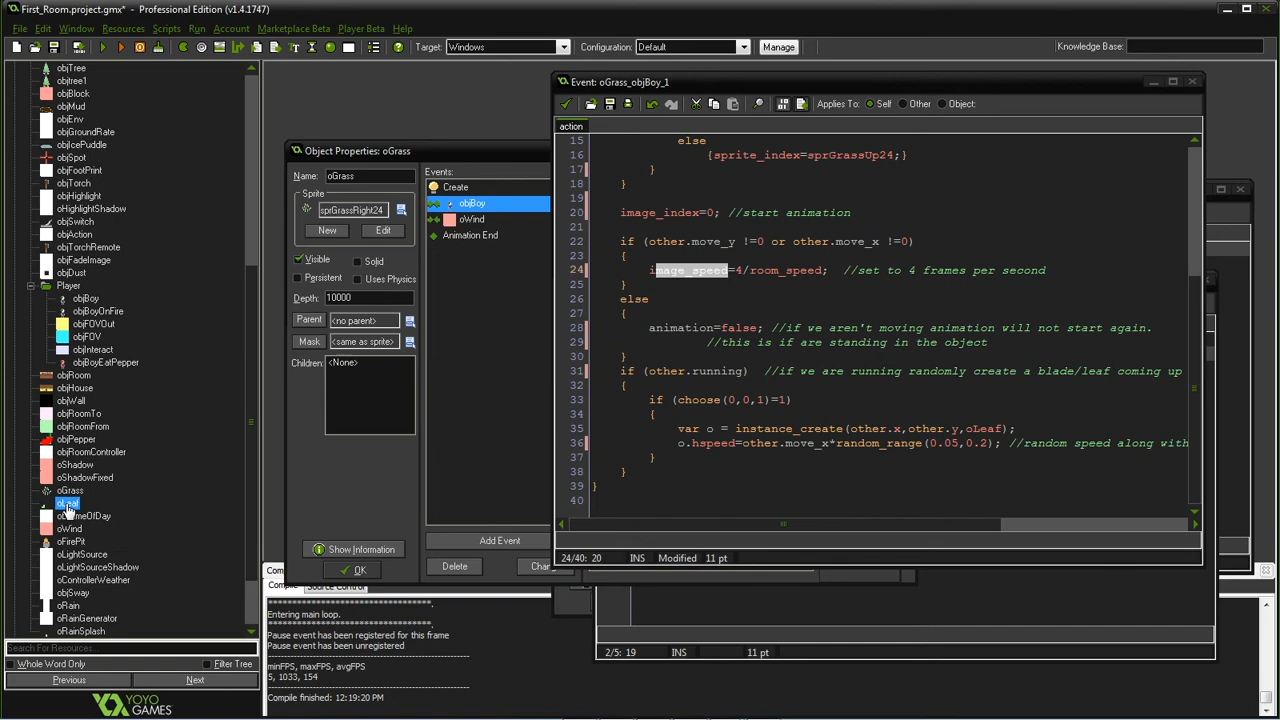 First_Room.project.gmx* - Professional Edition (v1.4.1747)
File Edit Window Resources Scripts Run Account Marketplace Beta Player Beta Help
Target: Windows Configuration: Default Manage Knowledge Base:
objTree
objtree1
objBlock
objMud
objEnv
objGroundRate
objIcePuddle
objSpot
objFootPrint
objTorch
objHighlight
objHighlightShadow
objSwitch
objAction
objTorchRemote
objFadeImage
objDust
Player
objBoy
objBoyOnFire
objFOVOut
objFOV
objInteract
objBoyEatPepper
objRoom
objHouse
objWall
objRoomTo
objRoomFrom
objPepper
objRoomController
oShadow
oShadowFixed
oGrass
oLeaf
meOfDay
oWind
oFirePit
oLightSource
oLightSourceShadow
oControllerWeather
objSway
oRain
oRainGenerator
oRainSplash
Search For Resources...
Whole Word Only Filter Tree
Previous Next
YOYO
GAMES
Object Properties: oGrass
Name: oGrass
Sprite
sprGrassRight24
New Edit
Visible Solid
Persistent Uses Physics
Depth: 10000
Parent <no parent>
Mask <same as sprite>
Children: <None>
Show Information
OK
Events:
Create
objBoy
oWind
Animation End
Add Event
Delete Chan
Event: oGrass_objBoy_1
Applies To: Self Other Object:
action
15 else
16 {sprite_index=sprGrassUp24;}
17 }
18 }
19
20 image_index=0; //start animation
21
22 if (other.move_y !=0 or other.move_x !=0)
23 {
24 image_speed=4/room_speed; //set to 4 frames per second
25 }
26 else
27 {
28 animation=false; //if we aren't moving animation will not start again.
29 //this is if are standing in the object
30 }
31 if (other.running) //if we are running randomly create a blade/leaf coming up
32 {
33 if (choose(0,0,1)=1)
34 {
35 var o = instance_create(other.x,other.y,oLeaf);
36 o.hspeed=other.move_x*random_range(0.05,0.2); //random speed along with
37 }
38 }
39 }
40
24/40: 20 INS Modified 11 pt
2/5: 19 INS 11 pt
Com
Compile Source Control
Entering main loop.
Pause event has been registered for this frame
Pause event has been unregistered
minFPS, maxFPS, avgFPS
5, 1033, 154
Compile finished: 12:19:20 PM